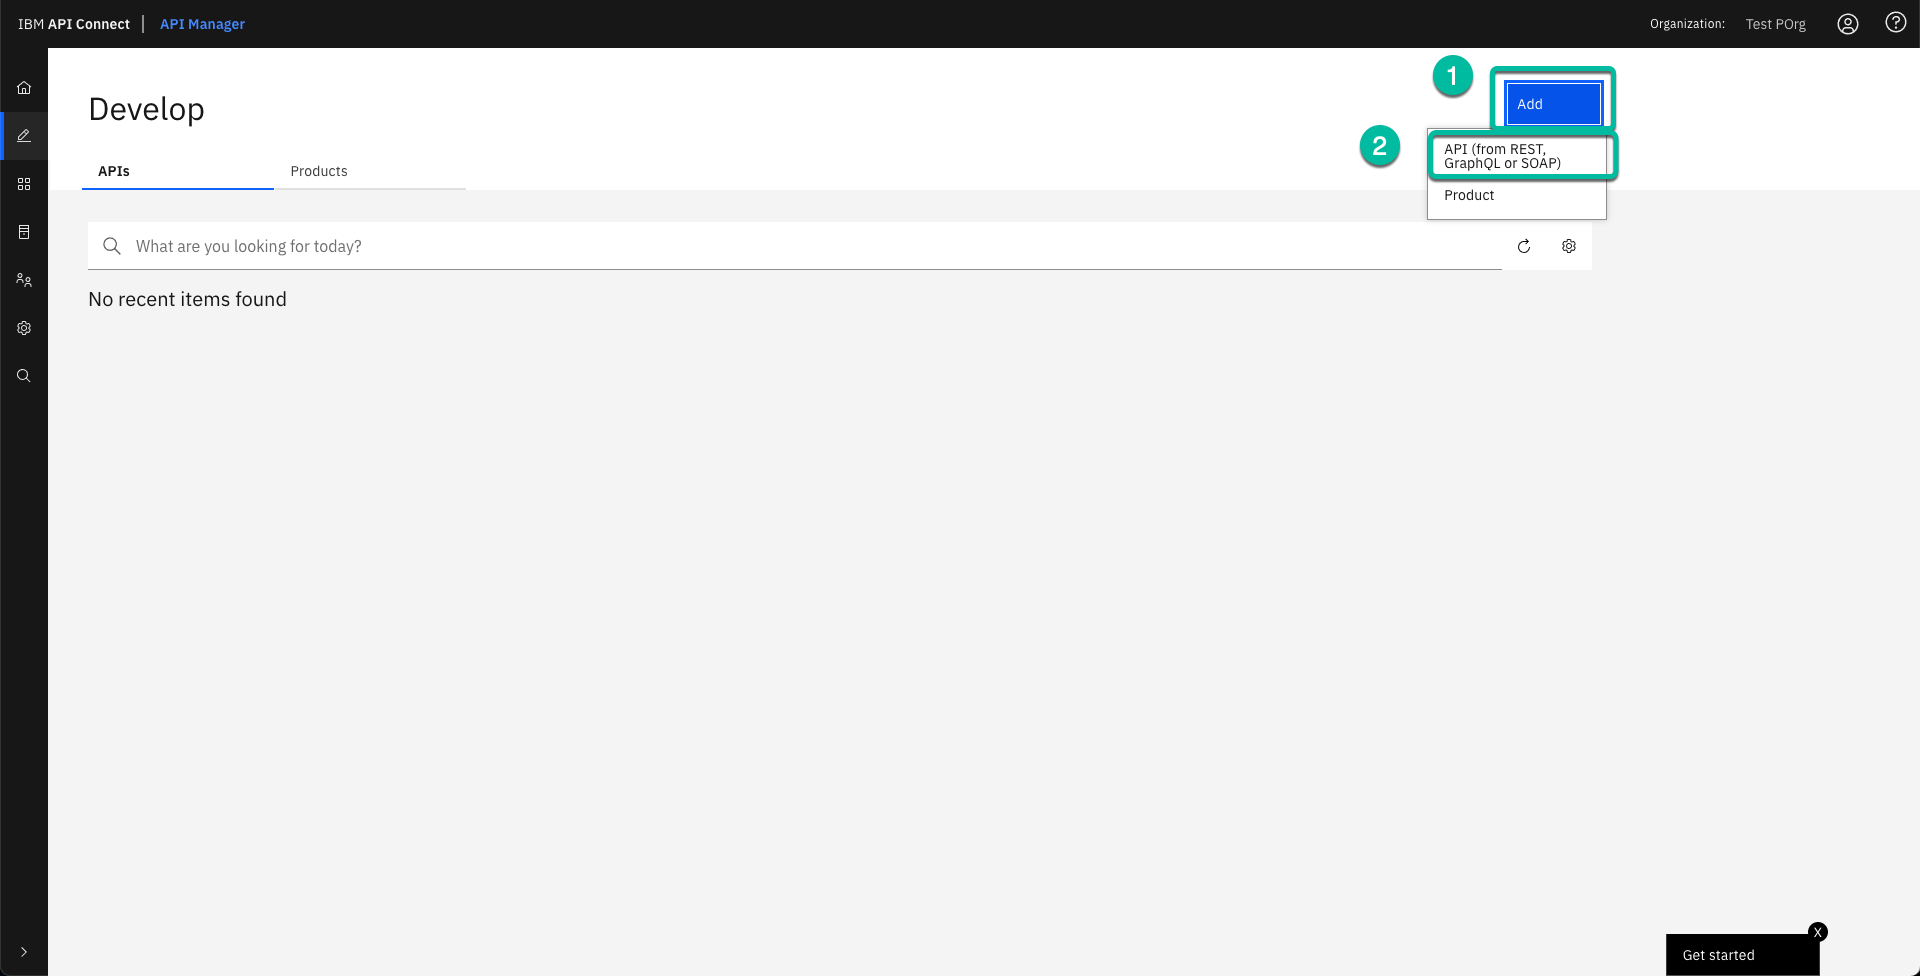 IBM API Connect | API Manager
Organization: Test POrg
Develop
1
Add
2
API (from REST,
GraphQL or SOAP)
Product
APIs
Products
What are you looking for today?
No recent items found
X
Get started